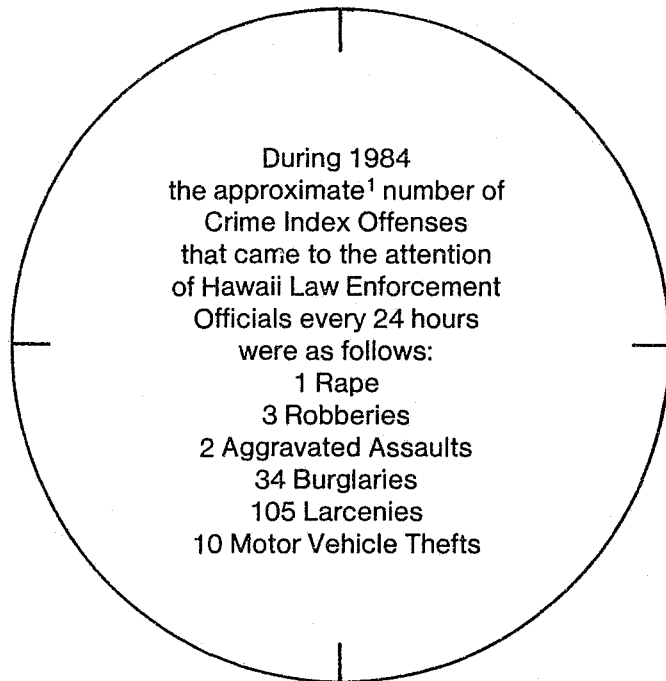 During 1984
the approximate¹ number of
Crime Index Offenses
that came to the attention
of Hawaii Law Enforcement
Officials every 24 hours
were as follows:
1 Rape
3 Robberies
2 Aggravated Assaults
34 Burglaries
105 Larcenies
10 Motor Vehicle Thefts